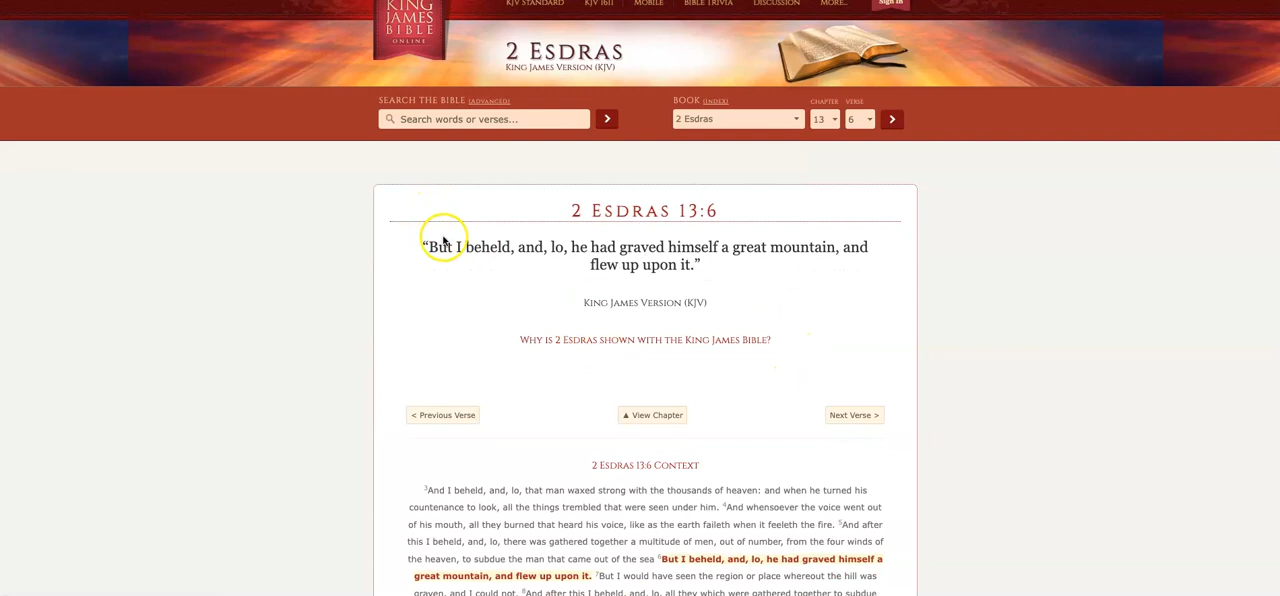 KING
JAMES
BIBLE
ONLINE
KJV STANDARD KJV 1611 MOBILE BIBLE TRIVIA DISCUSSION MORE... Sign In
2 ESDRAS
KING JAMES VERSION (KJV)
SEARCH THE BIBLE (ADVANCED) BOOK (INDEX) CHAPTER VERSE
Search words or verses... 2 Esdras 13 6
2 ESDRAS 13:6
“But I beheld, and, lo, he had graved himself a great mountain, and
flew up upon it.”
KING JAMES VERSION (KJV)
WHY IS 2 ESDRAS SHOWN WITH THE KING JAMES BIBLE?
< Previous Verse ▲ View Chapter Next Verse >
2 ESDRAS 13:6 CONTEXT
3And I beheld, and, lo, that man waxed strong with the thousands of heaven: and when he turned his
countenance to look, all the things trembled that were seen under him. 4And whensoever the voice went out
of his mouth, all they burned that heard his voice, like as the earth faileth when it feeleth the fire. 5And after
this I beheld, and, lo, there was gathered together a multitude of men, out of number, from the four winds of
the heaven, to subdue the man that came out of the sea 6But I beheld, and, lo, he had graved himself a
great mountain, and flew up upon it. 7But I would have seen the region or place whereout the hill was
graven, and I could not. 8And after this I beheld, and, lo, all they which were gathered together to subdue